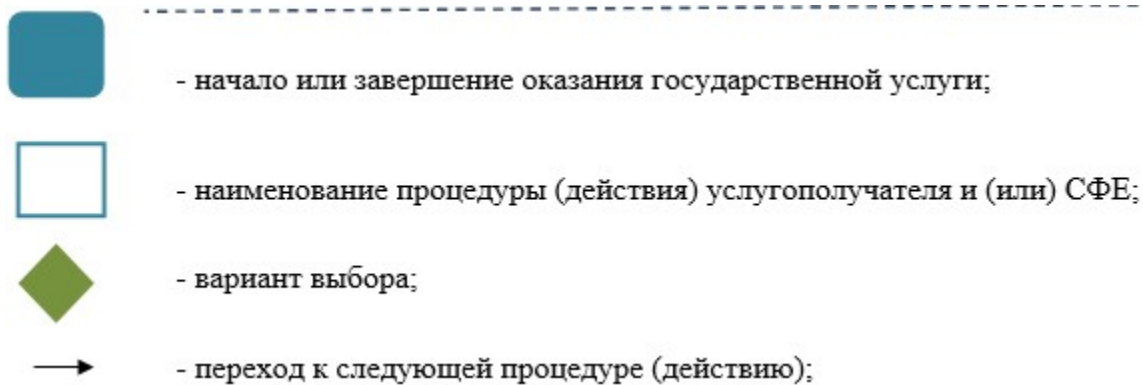 - начало или завершение оказания государственной услуги;
- наименование процедуры (действия) услугополучателя и (или) СФЕ;
- вариант выбора;
- переход к следующей процедуре (действию);